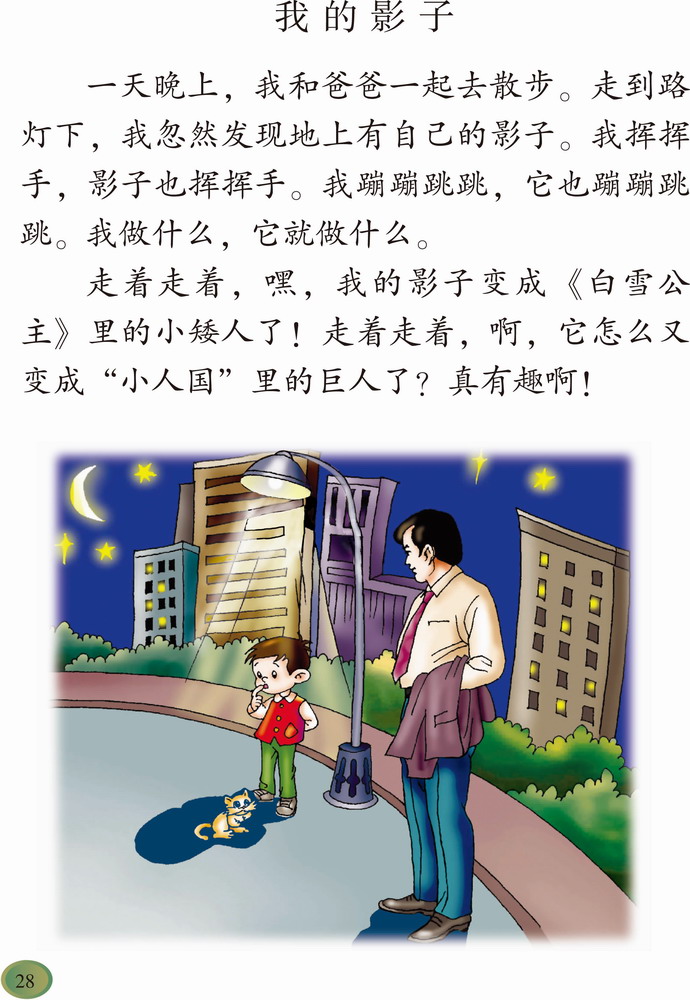 我的影子
一天晚上，我和爸爸一起去散步。走到路
灯下，我忽然发现地上有自己的影子。我挥挥
手，影子也挥挥手。我蹦蹦跳跳，它也蹦蹦跳
跳。我做什么，它就做什么。
走着走着，嘿，我的影子变成《白雪公
主》里的小矮人了！走着走着，啊，它怎么又
变成“小人国”里的巨人了？真有趣啊！
28